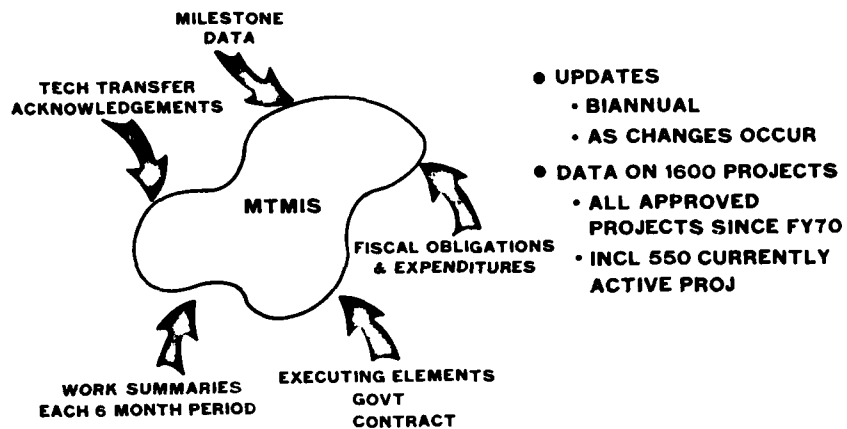 MILESTONE
DATA
TECH TRANSFER
ACKNOWLEDGEMENTS
MTMIS
FISCAL OBLIGATIONS
& EXPENDITURES
WORK SUMMARIES
EACH 6 MONTH PERIOD
EXECUTING ELEMENTS
GOVT
CONTRACT
● UPDATES
• BIANNUAL
• AS CHANGES OCCUR
● DATA ON 1600 PROJECTS
• ALL APPROVED
PROJECTS SINCE FY70
• INCL 550 CURRENTLY
ACTIVE PROJ